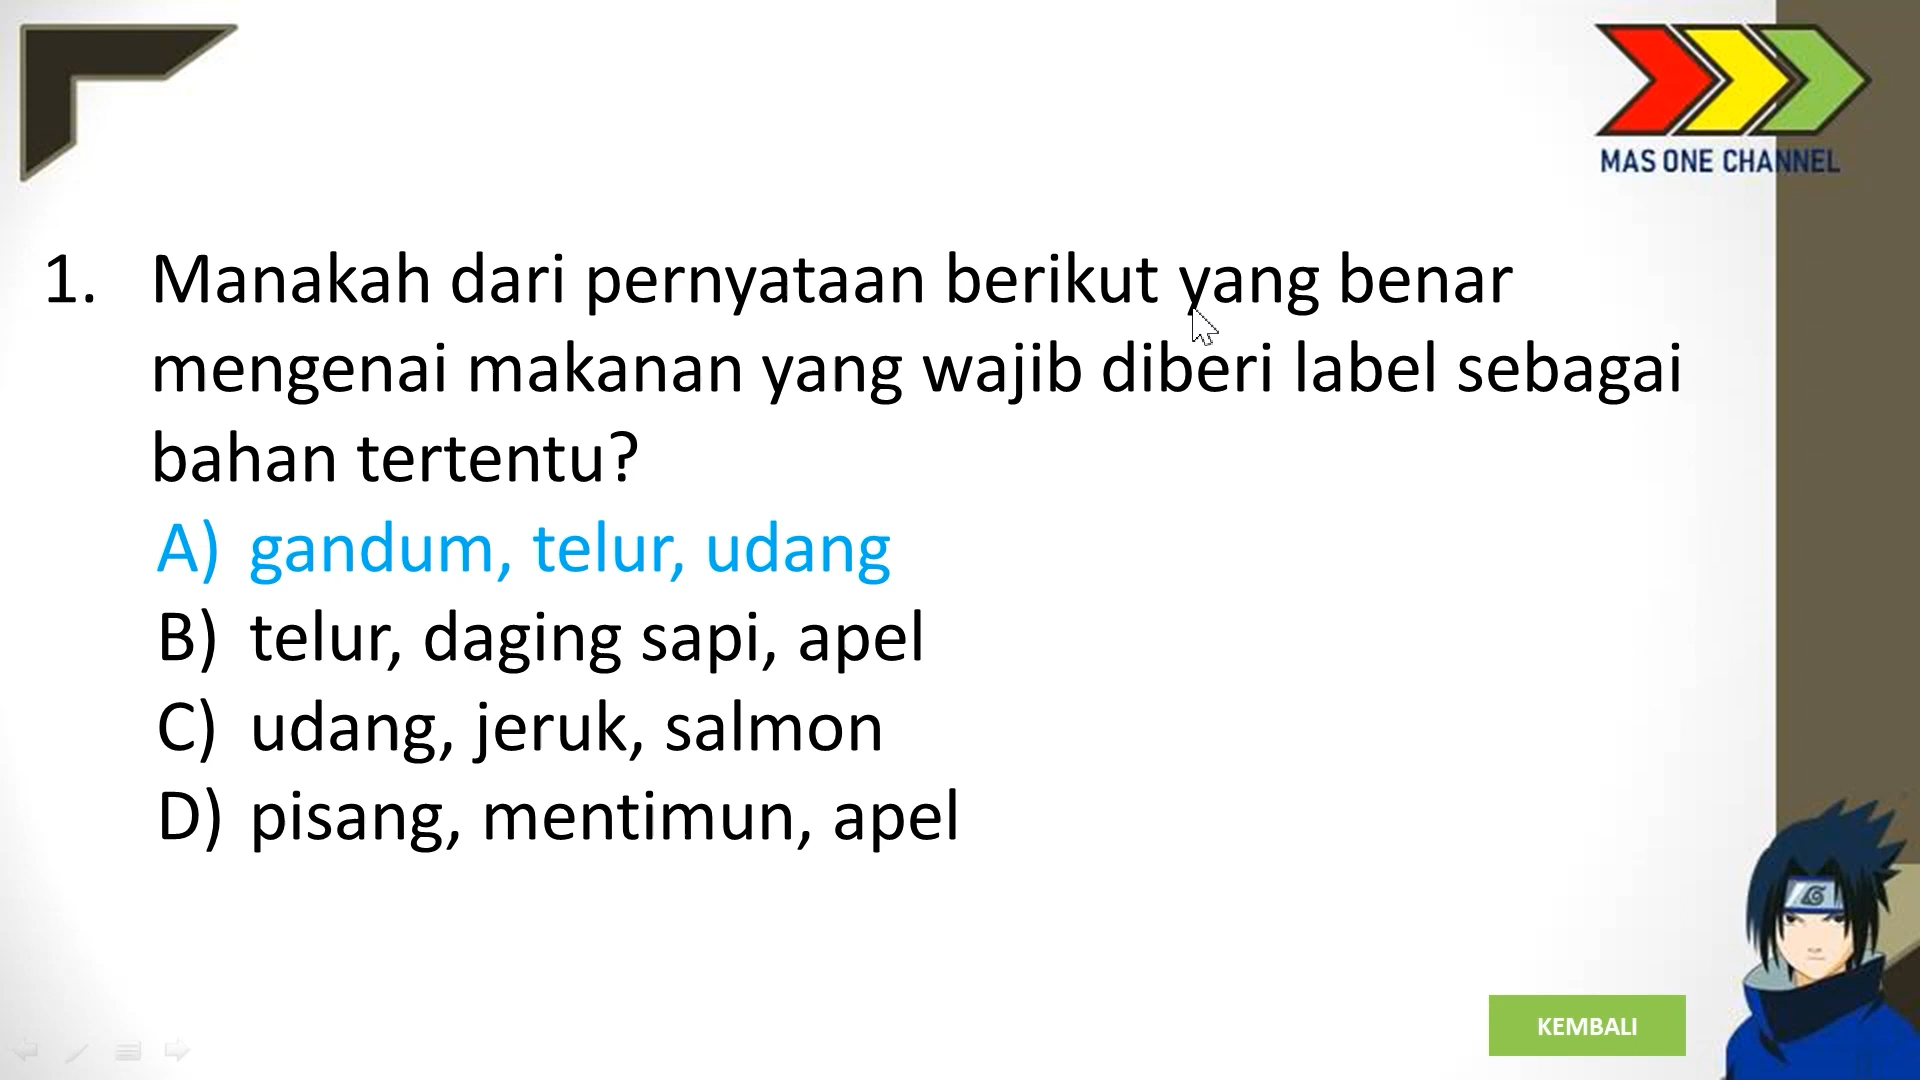 MAS ONE CHANNEL
1. Manakah dari pernyataan berikut yang benar
mengenai makanan yang wajib diberi label sebagai
bahan tertentu?
A) gandum, telur, udang
B) telur, daging sapi, apel
C) udang, jeruk, salmon
D) pisang, mentimun, apel
KEMBALI